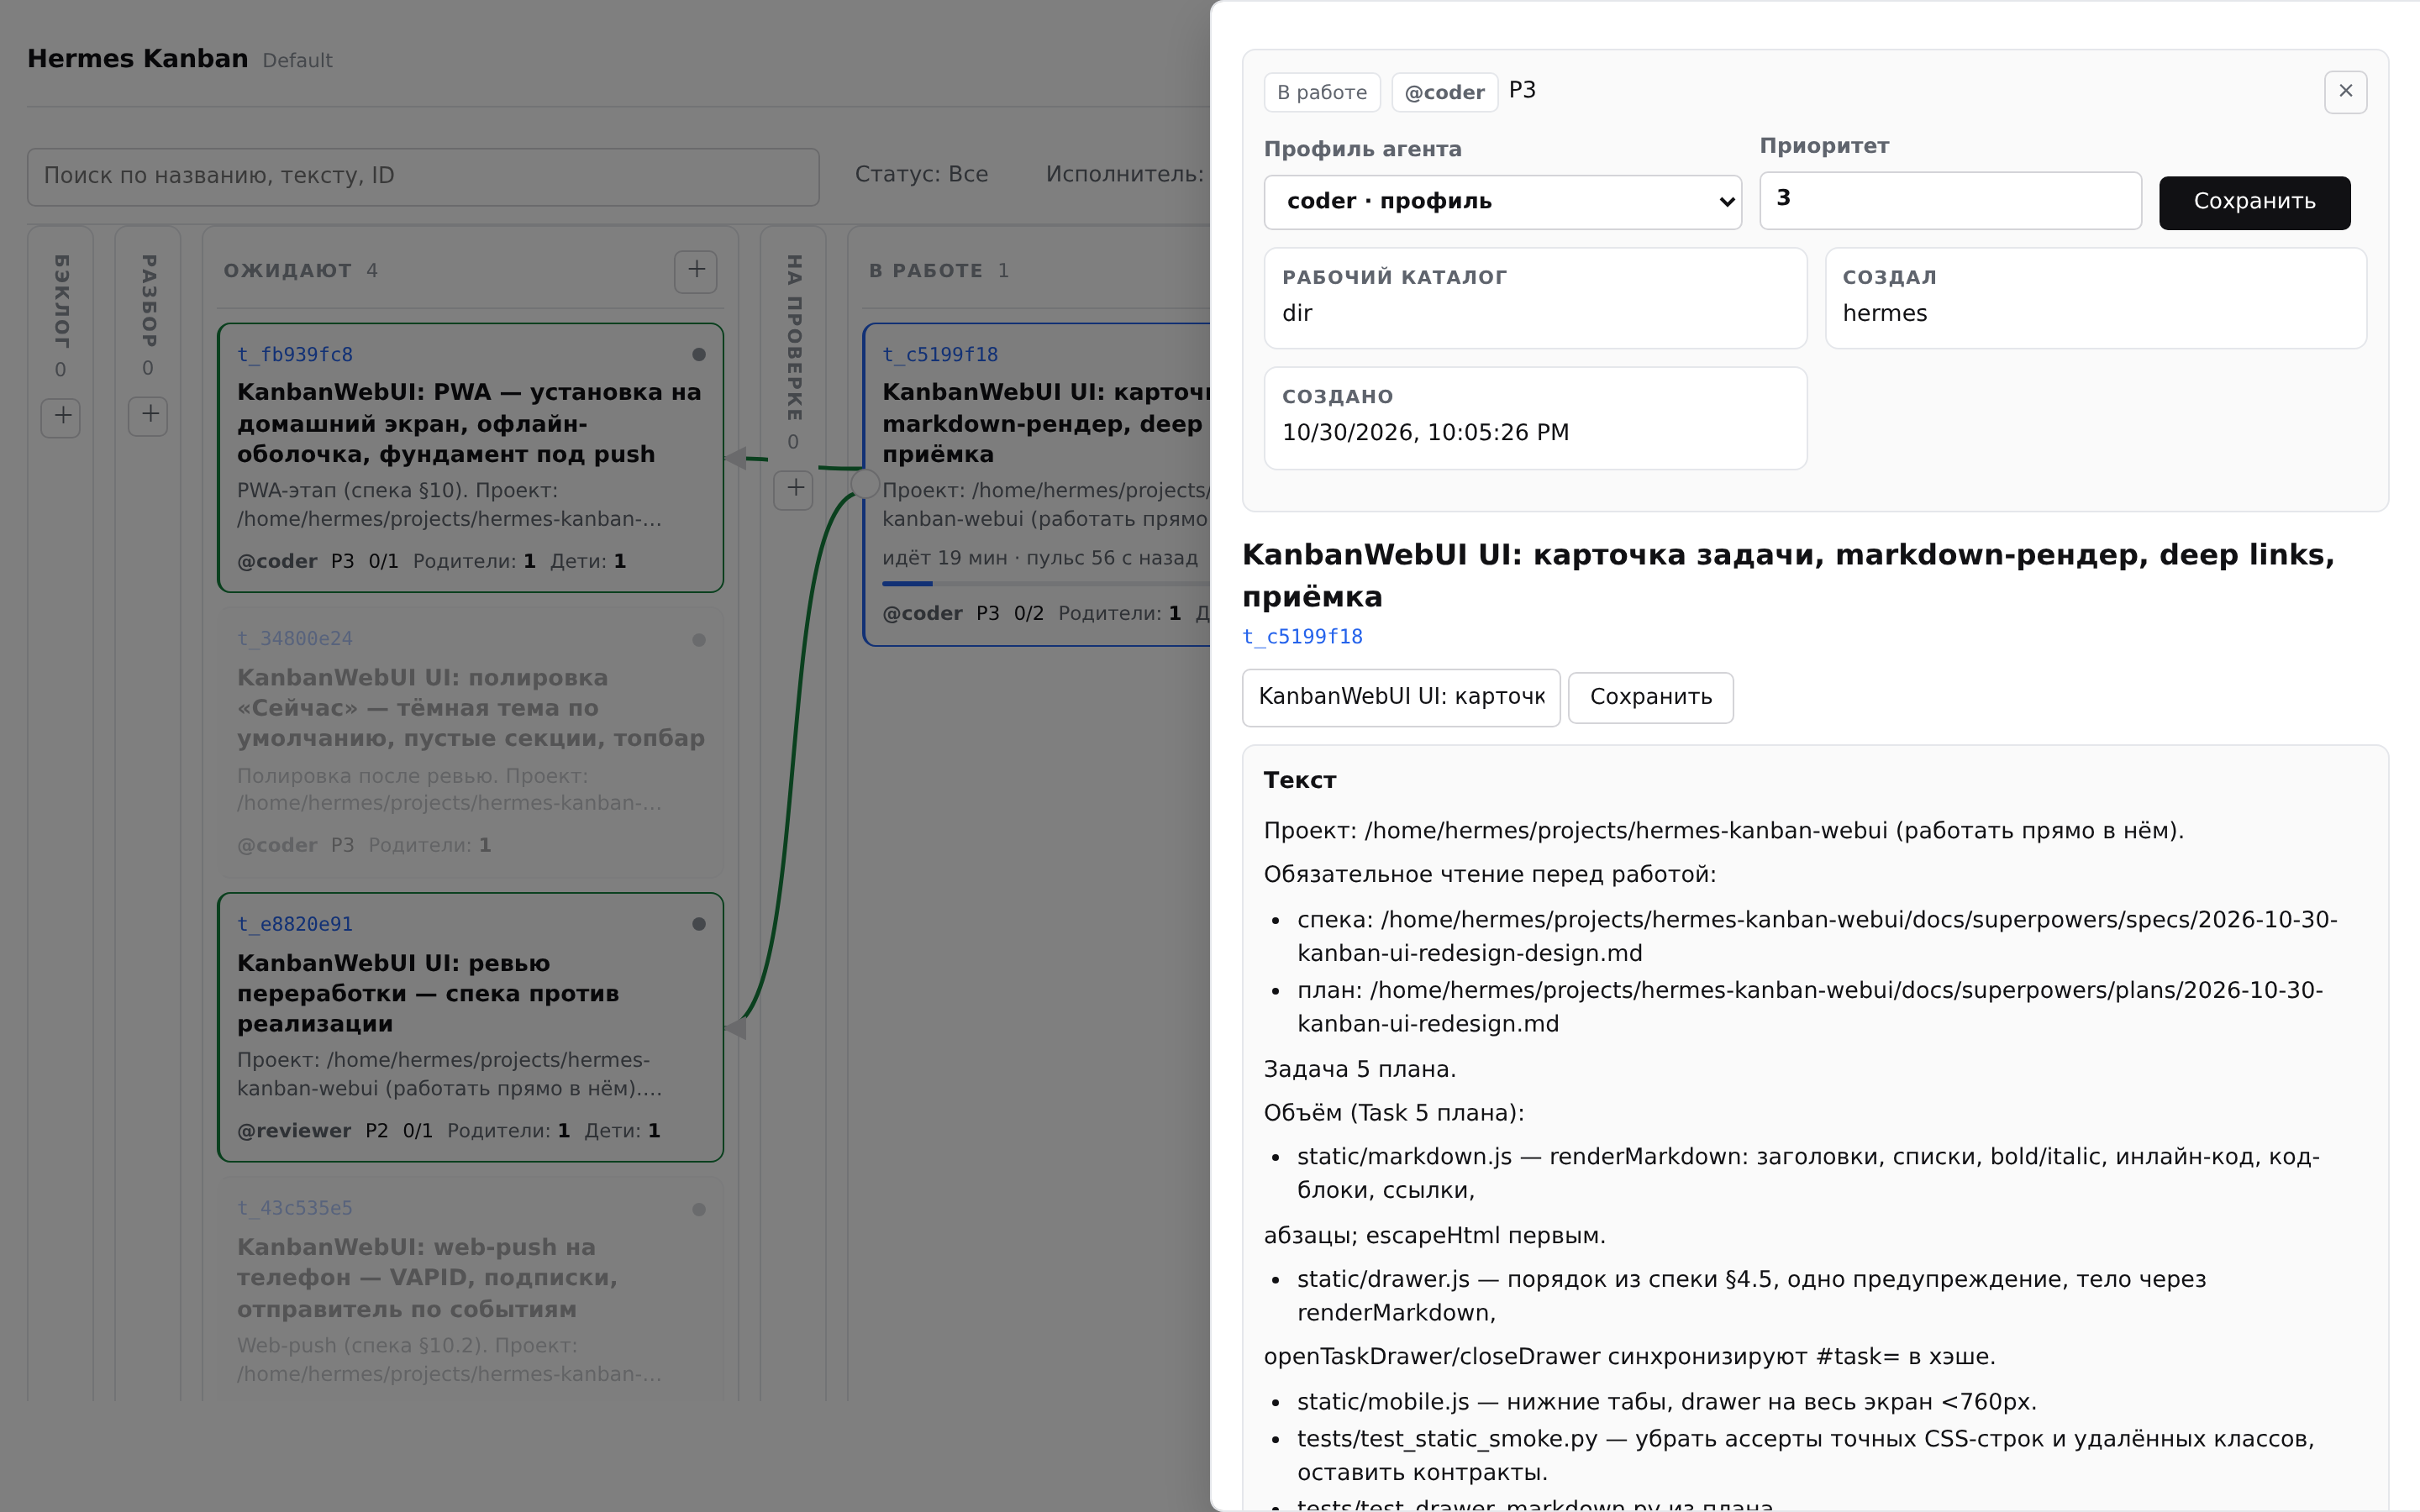 Hermes Kanban Default
Поиск по названию, тексту, ID
Статус: Все
Исполнитель:
БЭКЛОГ 0
+
РАЗБОР 0
+
ОЖИДАЮТ 4
+
t_fb939fc8
KanbanWebUI: PWA — установка на
домашний экран, офлайн-
оболочка, фундамент под push
PWA-этап (спека §10). Проект:
/home/hermes/projects/hermes-kanban-…
@coder P3 0/1 Родители: 1 Дети: 1
t_34800e24
KanbanWebUI UI: полировка
«Сейчас» — тёмная тема по
умолчанию, пустые секции, топбар
Полировка после ревью. Проект:
/home/hermes/projects/hermes-kanban-…
@coder P3 Родители: 1
t_e8820e91
KanbanWebUI UI: ревью
переработки — спека против
реализации
Проект: /home/hermes/projects/hermes-
kanban-webui (работать прямо в нём).…
@reviewer P2 0/1 Родители: 1 Дети: 1
t_43c535e5
KanbanWebUI: web-push на
телефон — VAPID, подписки,
отправитель по событиям
Web-push (спека §10.2). Проект:
/home/hermes/projects/hermes-kanban-…
НА ПРОВЕРКЕ 0
+
В РАБОТЕ 1
t_c5199f18
KanbanWebUI UI: карточ
markdown-рендер, deep
приёмка
Проект: /home/hermes/projects/
kanban-webui (работать прямо
идёт 19 мин · пульс 56 с назад
@coder P3 0/2 Родители: 1 Д
В работе @coder P3
×
Профиль агента
coder · профиль
Приоритет
3
Сохранить
РАБОЧИЙ КАТАЛОГ
dir
СОЗДАЛ
hermes
СОЗДАНО
10/30/2026, 10:05:26 PM
KanbanWebUI UI: карточка задачи, markdown-рендер, deep links,
приёмка
t_c5199f18
KanbanWebUI UI: карточк
Сохранить
Текст
Проект: /home/hermes/projects/hermes-kanban-webui (работать прямо в нём).
Обязательное чтение перед работой:
• спека: /home/hermes/projects/hermes-kanban-webui/docs/superpowers/specs/2026-10-30-
kanban-ui-redesign-design.md
• план: /home/hermes/projects/hermes-kanban-webui/docs/superpowers/plans/2026-10-30-
kanban-ui-redesign.md
Задача 5 плана.
Объём (Task 5 плана):
• static/markdown.js — renderMarkdown: заголовки, списки, bold/italic, инлайн-код, код-
блоки, ссылки,
абзацы; escapeHtml первым.
• static/drawer.js — порядок из спеки §4.5, одно предупреждение, тело через
renderMarkdown,
openTaskDrawer/closeDrawer синхронизируют #task= в хэше.
• static/mobile.js — нижние табы, drawer на весь экран <760px.
• tests/test_static_smoke.py — убрать ассерты точных CSS-строк и удалённых классов,
оставить контракты.
• tests/test_drawer_markdown.py из плана